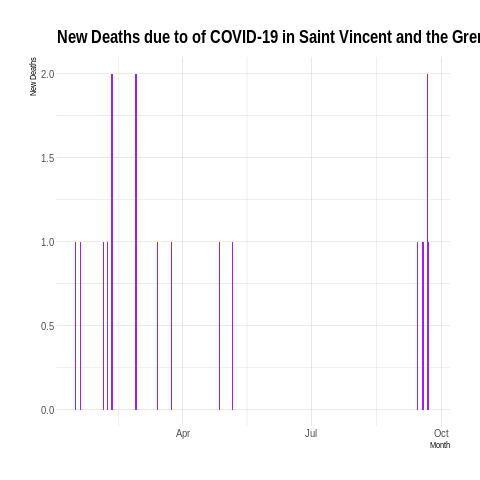 New Deaths due to of COVID-19 in Saint Vincent and the Gren
New Deaths
2.0
1.5
1.0
0.5
0.0
Apr
Jul
Oct
Month